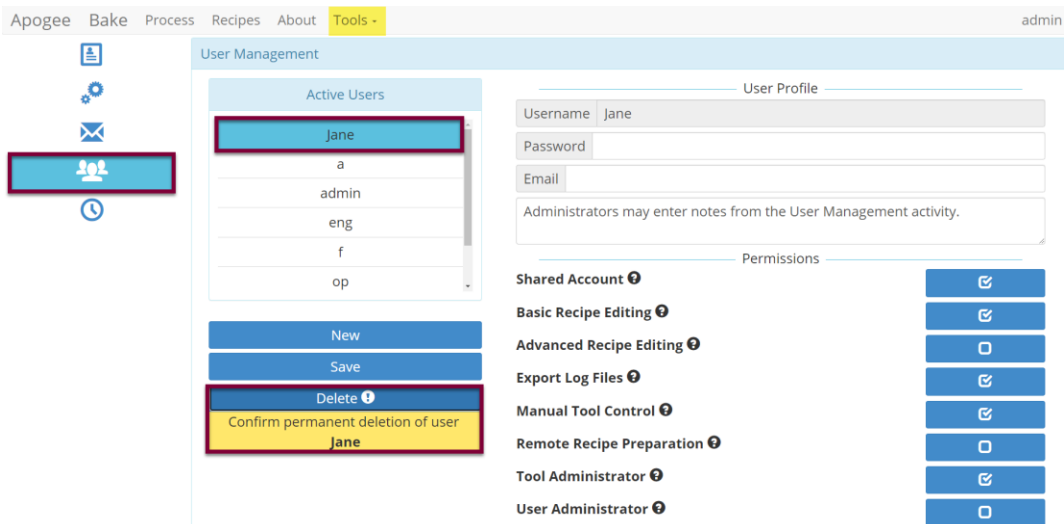 Apogee Bake Process Recipes About Tools admin
User Management
Active Users
Jane
a
admin
eng
f
op
New
Save
Delete
Confirm permanent deletion of user
Jane
User Profile
Username Jane
Password
Email
Administrators may enter notes from the User Management activity.
Permissions
Shared Account
Basic Recipe Editing
Advanced Recipe Editing
Export Log Files
Manual Tool Control
Remote Recipe Preparation
Tool Administrator
User Administrator